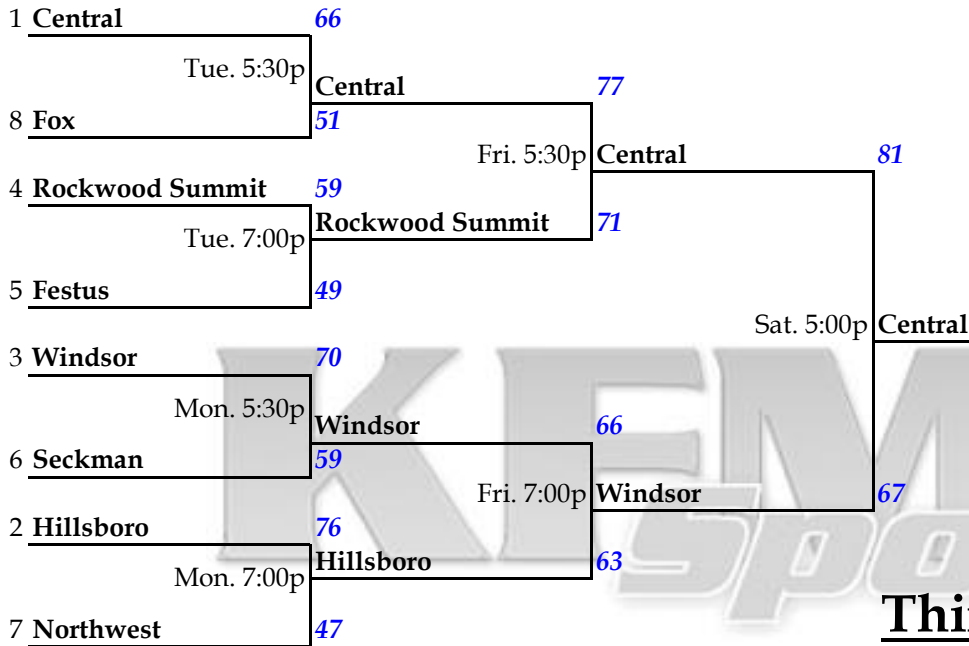 1 Central 66
Tue. 5:30p
Central 77
8 Fox 51
Fri. 5:30p Central 81
4 Rockwood Summit 59
Tue. 7:00p
Rockwood Summit 71
5 Festus 49
Sat. 5:00p Central
3 Windsor 70
Mon. 5:30p
Windsor 66
6 Seckman 59
Fri. 7:00p Windsor 67
2 Hillsboro 76
Mon. 7:00p
Hillsboro 63
7 Northwest 47